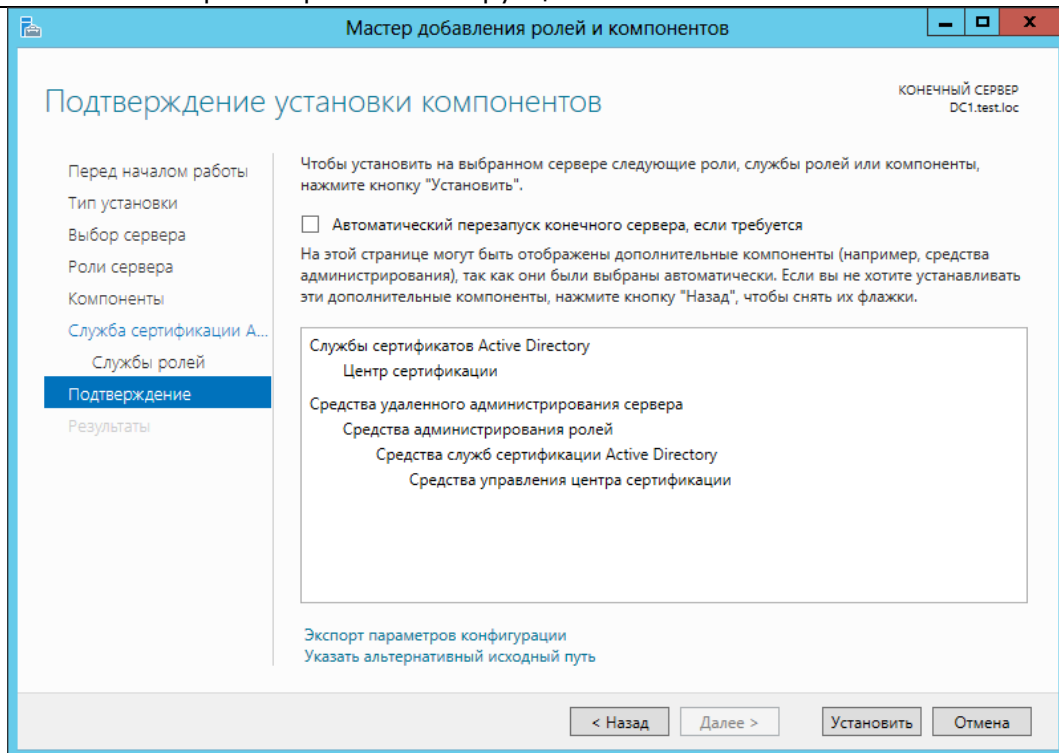 Мастер добавления ролей и компонентов
Подтверждение установки компонентов
КОНЕЧНЫЙ СЕРВЕР
DC1.test.loc
Перед началом работы
Тип установки
Выбор сервера
Роли сервера
Компоненты
Служба сертификации A...
Службы ролей
Подтверждение
Результаты
Чтобы установить на выбранном сервере следующие роли, службы ролей или компоненты,
нажмите кнопку "Установить".
Автоматический перезапуск конечного сервера, если требуется
На этой странице могут быть отображены дополнительные компоненты (например, средства
администрирования), так как они были выбраны автоматически. Если вы не хотите устанавливать
эти дополнительные компоненты, нажмите кнопку "Назад", чтобы снять их флажки.
Службы сертификатов Active Directory
Центр сертификации
Средства удаленного администрирования сервера
Средства администрирования ролей
Средства служб сертификации Active Directory
Средства управления центра сертификации
Экспорт параметров конфигурации
Указать альтернативный исходный путь
< Назад
Далее >
Установить
Отмена